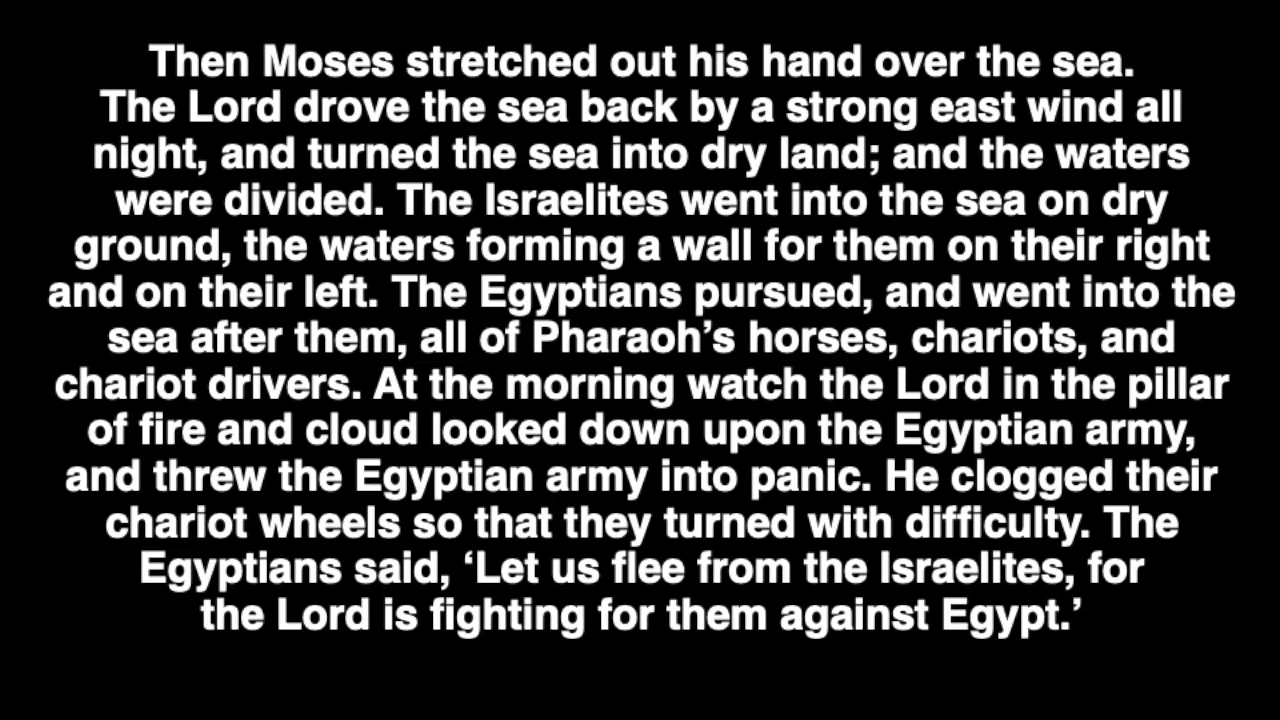 Then Moses stretched out his hand over the sea.
The Lord drove the sea back by a strong east wind all
night, and turned the sea into dry land; and the waters
were divided. The Israelites went into the sea on dry
ground, the waters forming a wall for them on their right
and on their left. The Egyptians pursued, and went into the
sea after them, all of Pharaoh’s horses, chariots, and
chariot drivers. At the morning watch the Lord in the pillar
of fire and cloud looked down upon the Egyptian army,
and threw the Egyptian army into panic. He clogged their
chariot wheels so that they turned with difficulty. The
Egyptians said, ‘Let us flee from the Israelites, for
the Lord is fighting for them against Egypt.’